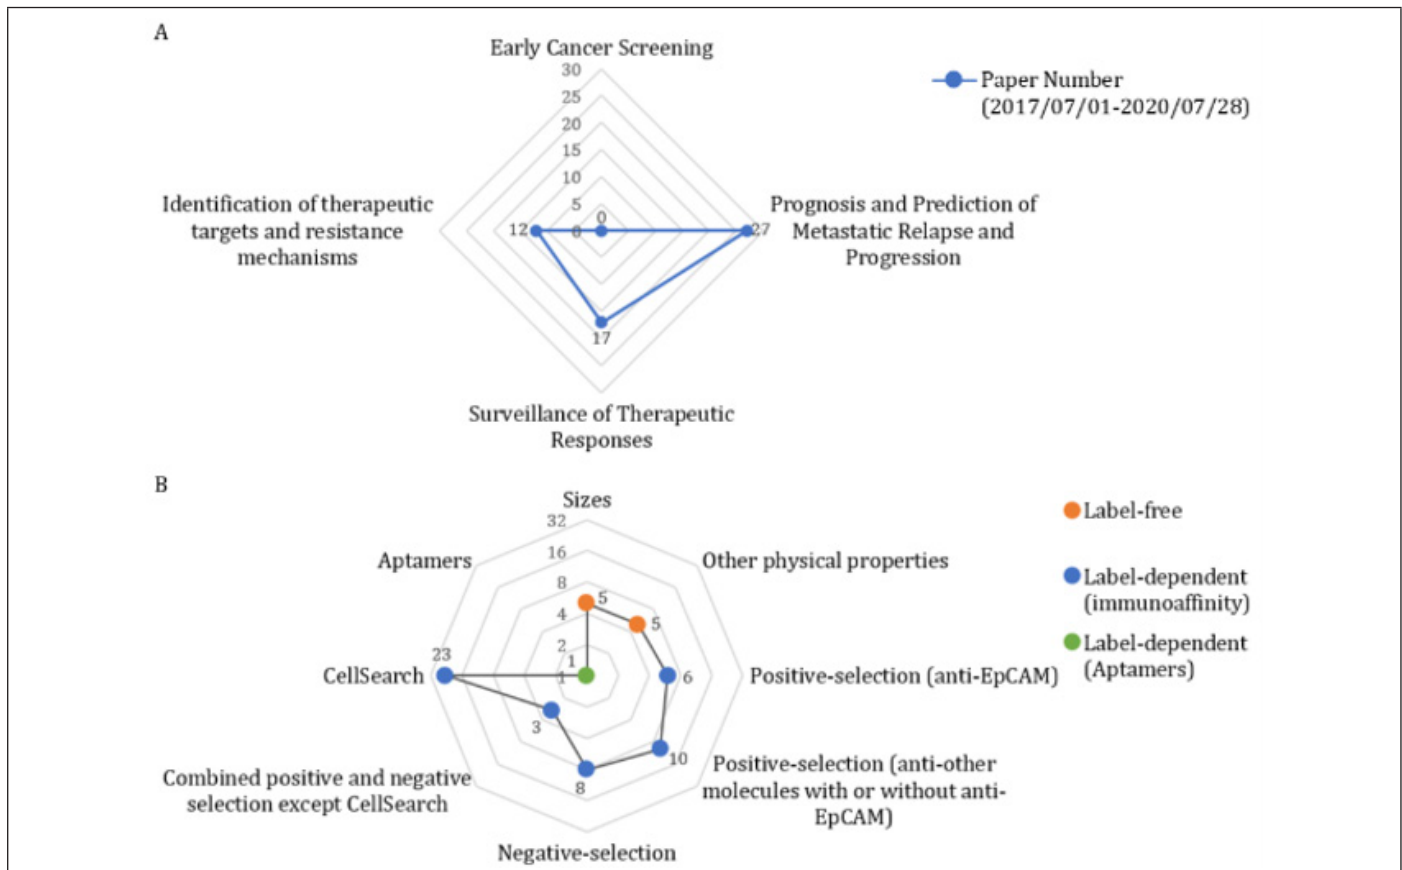 A
Early Cancer Screening
30
25
20
15
10
5
0
0
Paper Number
(2017/07/01-2020/07/28)
Identification of therapeutic
targets and resistance
mechanisms
12
27
Prognosis and Prediction of
Metastatic Relapse and
Progression
17
Surveillance of Therapeutic
Responses
B
Sizes
32
16
8
4
2
1
1
5
5
6
10
8
3
23
Other physical properties
Positive-selection (anti-EpCAM)
Positive-selection (anti-other
molecules with or without anti-
EpCAM)
Negative-selection
Combined positive and negative
selection except CellSearch
CellSearch
Aptamers
Label-free
Label-dependent
(immunoaffinity)
Label-dependent
(Aptamers)